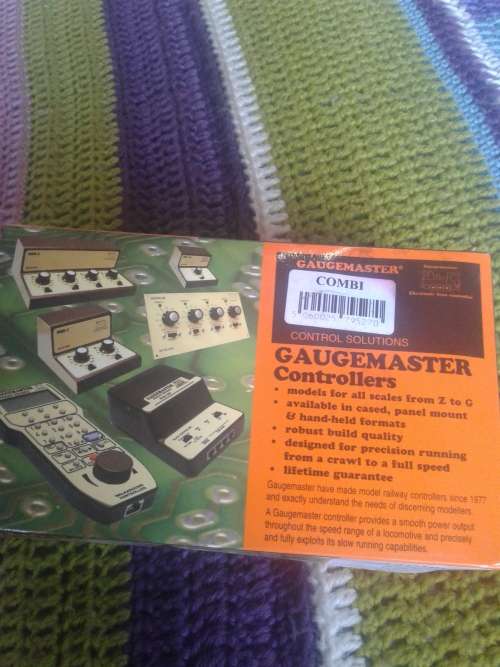 GAUGEMASTER®
COMBI
5 060025 795270
CONTROL SOLUTIONS
GAUGEMASTER
Controllers
• models for all scales from Z to G
• available in cased, panel mount
& hand-held formats
• robust build quality
• designed for precision running
from a crawl to a full speed
• lifetime guarantee
Gaugemaster have made model railway controllers since 1977
and exactly understand the needs of discerning modellers.
A Gaugemaster controller provides a smooth power output
throughout the speed range of a locomotive and precisely
and fully exploits its slow running capabilities.